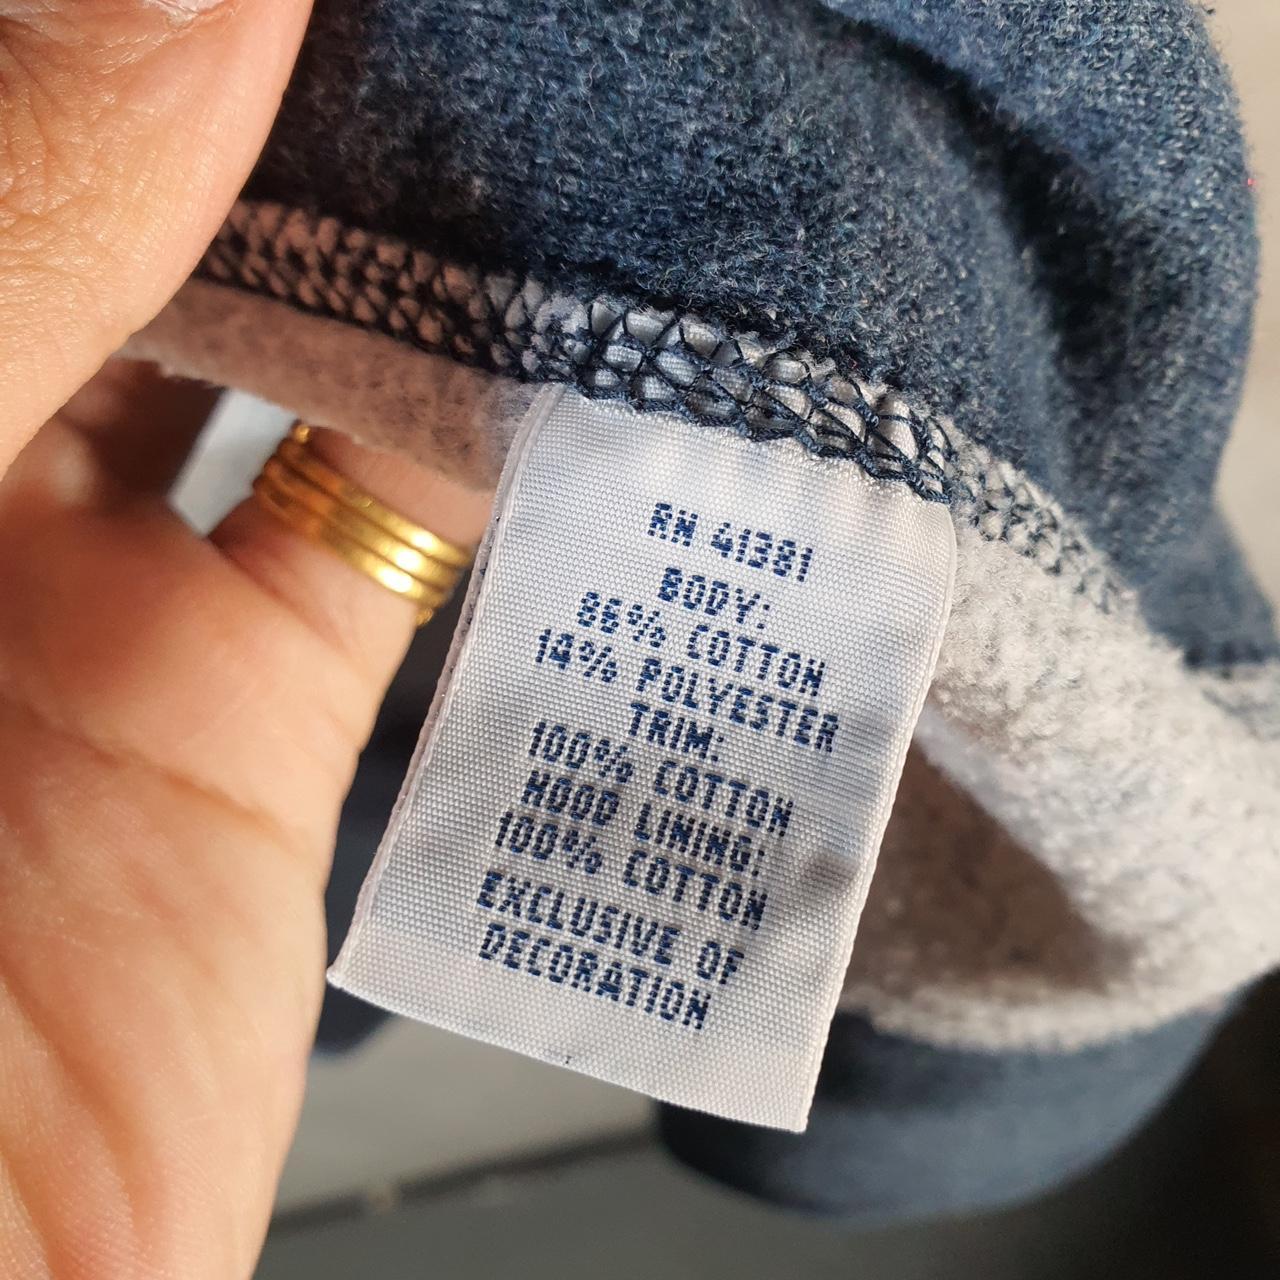 RN 41381
BODY:
86% COTTON
14% POLYESTER
TRIM:
100% COTTON
HOOD LINING:
100% COTTON
EXCLUSIVE OF
DECORATION